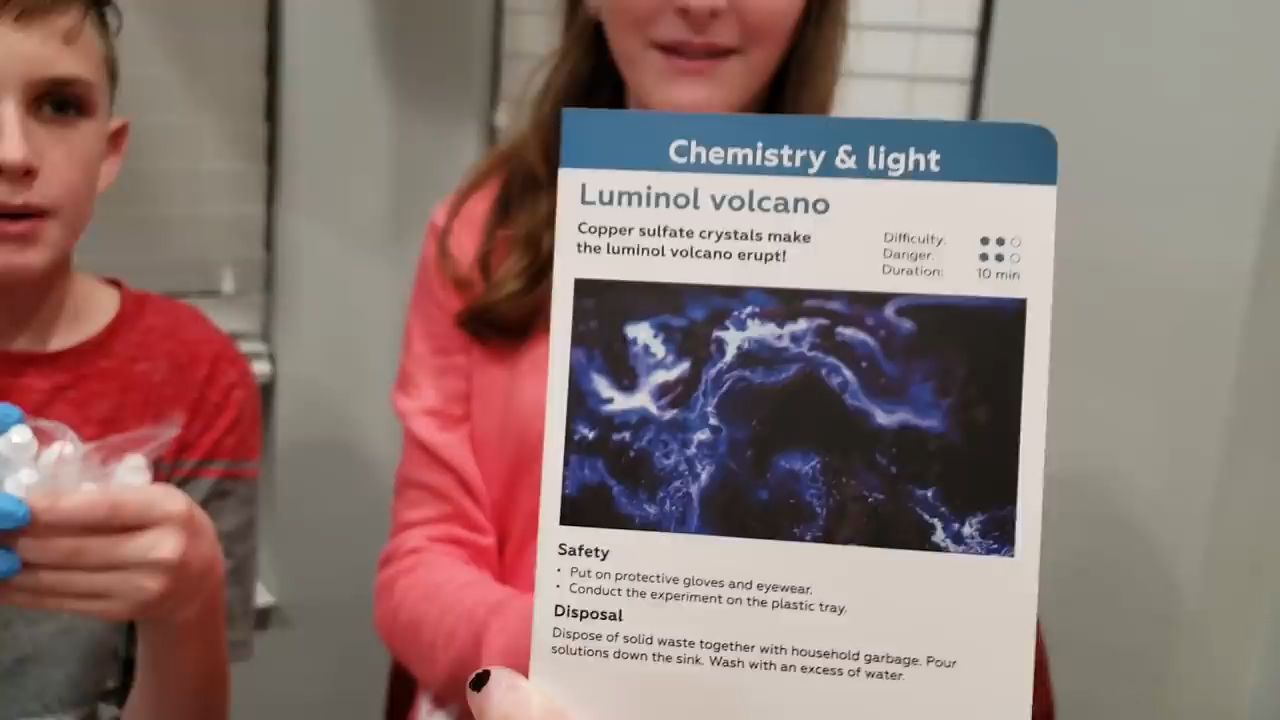 Chemistry & light
Luminol volcano
Copper sulfate crystals make
the luminol volcano erupt!
Difficulty:
Danger:
Duration: 10 min
Safety
• Put on protective gloves and eyewear.
• Conduct the experiment on the plastic tray.
Disposal
Dispose of solid waste together with household garbage. Pour
solutions down the sink. Wash with an excess of water.